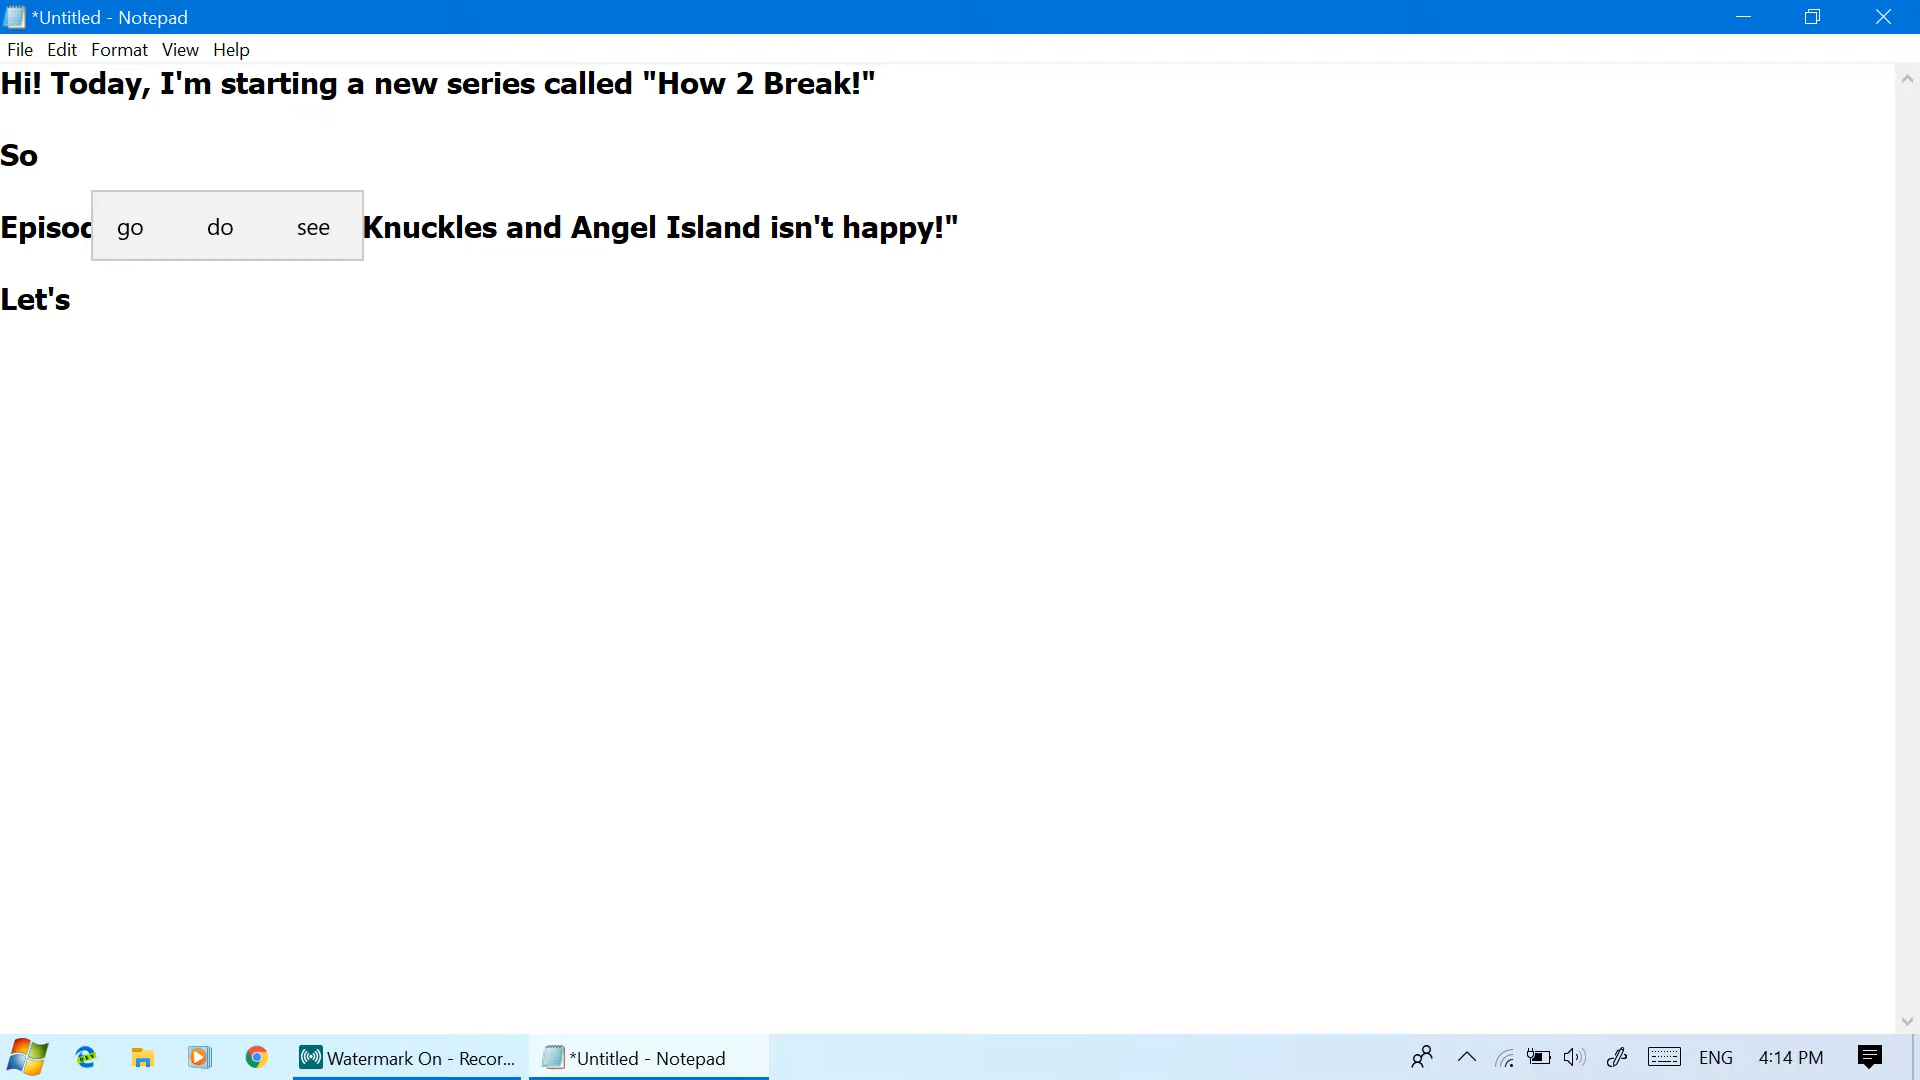 *Untitled - Notepad
File Edit Format View Help
Hi! Today, I'm starting a new series called "How 2 Break!"
So
go do see Knuckles and Angel Island isn't happy!"
Let's
Watermark On - Recor... *Untitled - Notepad ENG 4:14 PM